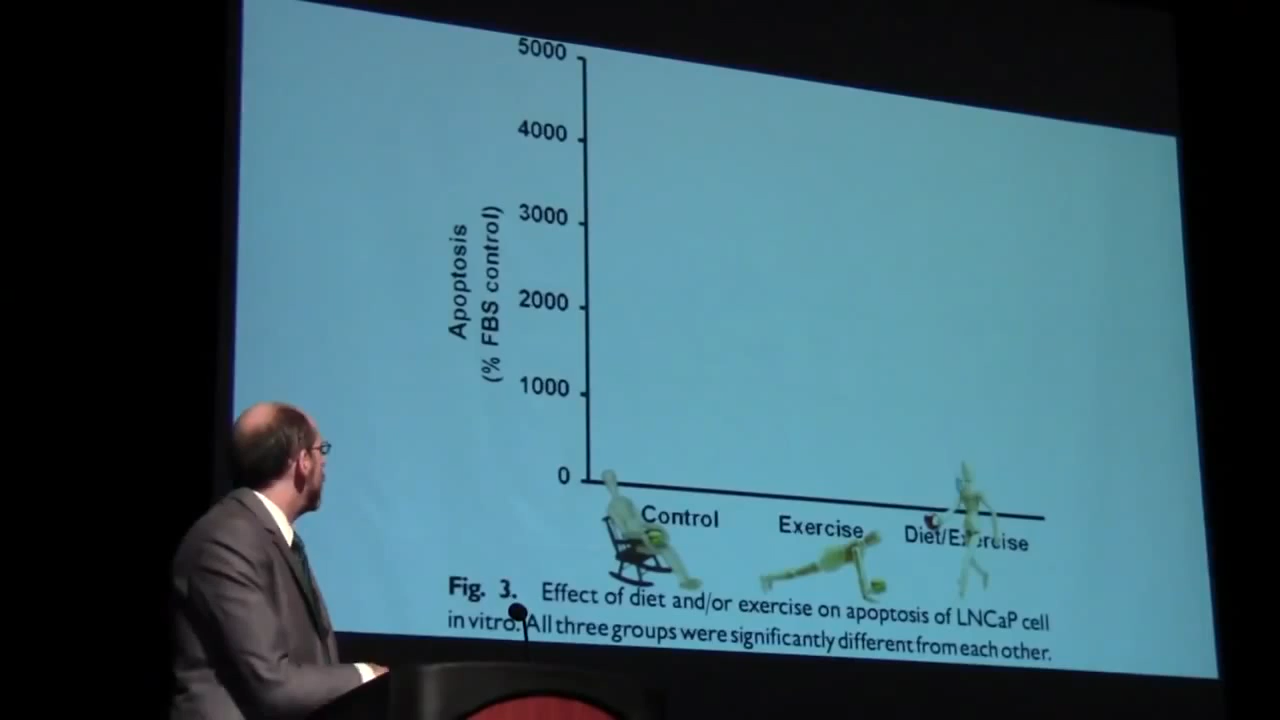 5000
4000
3000
2000
1000
0
Apoptosis
(% FBS control)
Control
Exercise
Diet/Exercise
Fig. 3. Effect of diet and/or exercise on apoptosis of LNCaP cell
in vitro. All three groups were significantly different from each other.